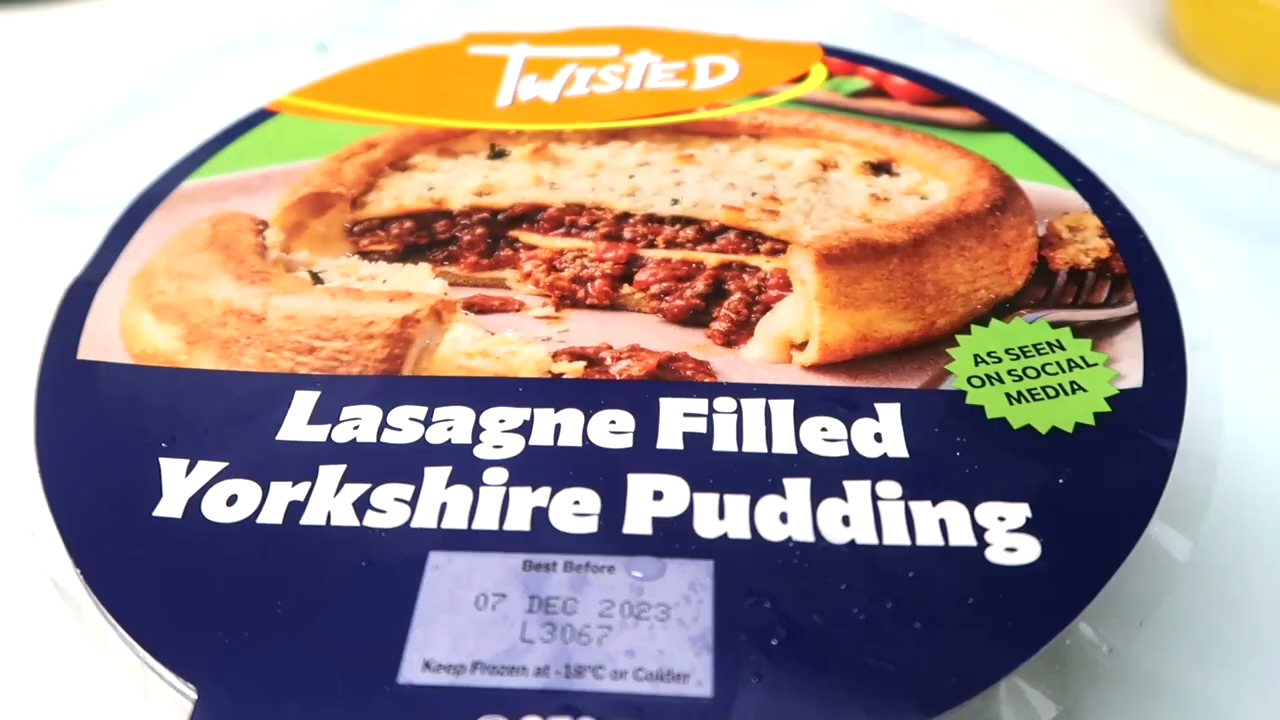 TWISTED
AS SEEN
ON SOCIAL
MEDIA
Lasagne Filled
Yorkshire Pudding
Best Before
07 DEC 2023
L3067
Keep Frozen at -18°C or Colder